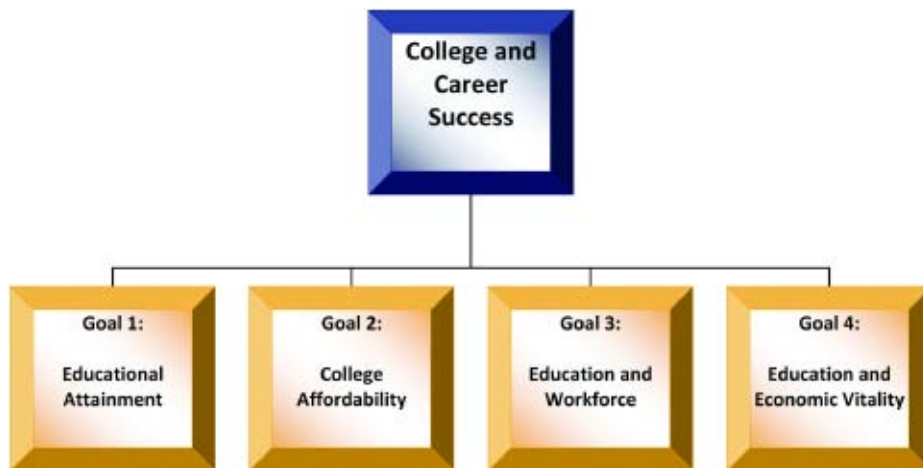 College and
Career
Success
Goal 1:
Educational
Attainment
Goal 2:
College
Affordability
Goal 3:
Education and
Workforce
Goal 4:
Education and
Economic Vitality